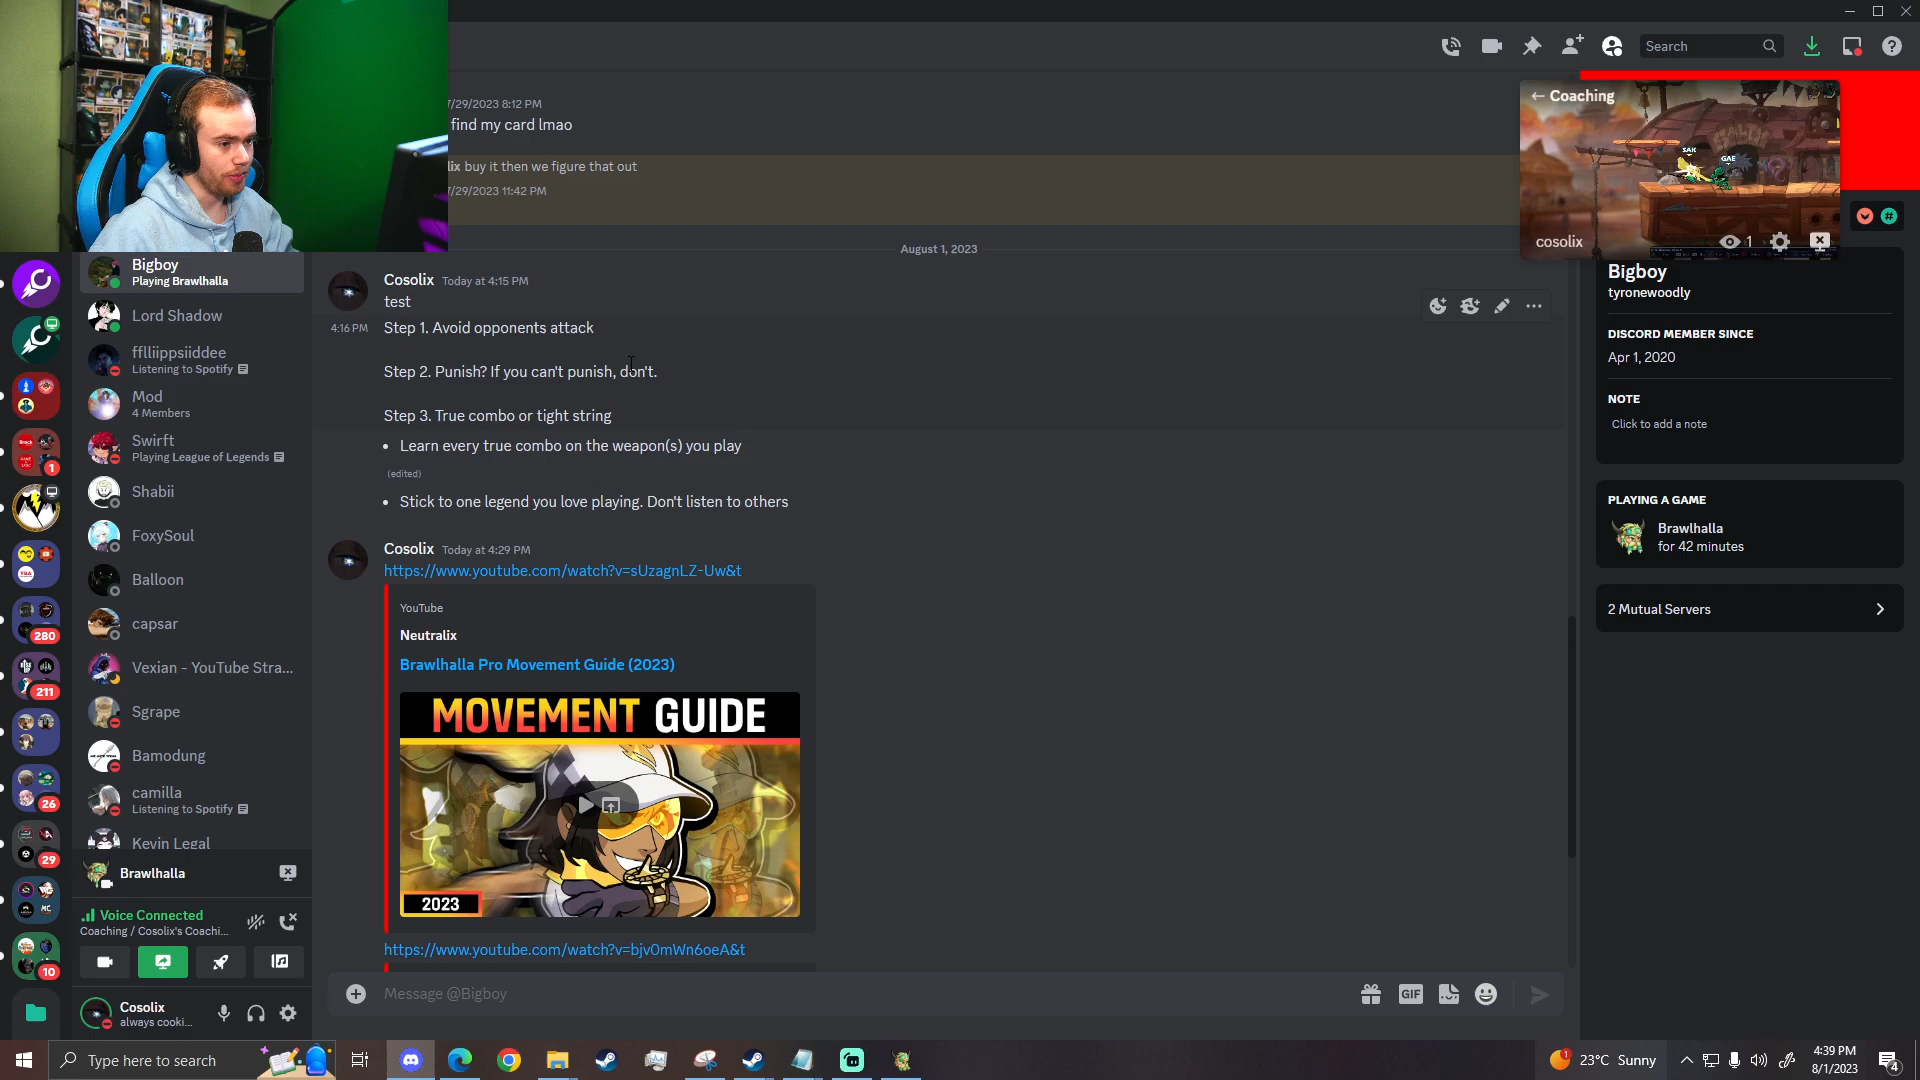 Search
/29/2023 8:12 PM
find my card lmao
lix buy it then we figure that out
/29/2023 11:42 PM
← Coaching
SAK
GAE
cosolix
1
August 1, 2023
Bigboy
Playing Brawlhalla
Lord Shadow
fflliippsiiddee
Listening to Spotify
Mod
4 Members
Swirft
Playing League of Legends
Shabii
FoxySoul
Balloon
capsar
Vexian - YouTube Stra...
Sgrape
Bamodung
camilla
Listening to Spotify
Kevin Legal
1
280
211
26
29
10
Brawlhalla
Voice Connected
Coaching / Cosolix's Coachi...
Cosolix
always cooki...
Cosolix Today at 4:15 PM
test
4:16 PM Step 1. Avoid opponents attack
Step 2. Punish? If you can't punish, don't.
Step 3. True combo or tight string
• Learn every true combo on the weapon(s) you play
(edited)
• Stick to one legend you love playing. Don't listen to others
Cosolix Today at 4:29 PM
https://www.youtube.com/watch?v=sUzagnLZ-Uw&t
YouTube
Neutralix
Brawlhalla Pro Movement Guide (2023)
MOVEMENT GUIDE
2023
https://www.youtube.com/watch?v=bjv0mWn6oeA&t
Message @Bigboy
GIF
Bigboy
tyronewoodly
DISCORD MEMBER SINCE
Apr 1, 2020
NOTE
Click to add a note
PLAYING A GAME
Brawlhalla
for 42 minutes
2 Mutual Servers
Type here to search
1
23°C Sunny
4:39 PM
8/1/2023
4